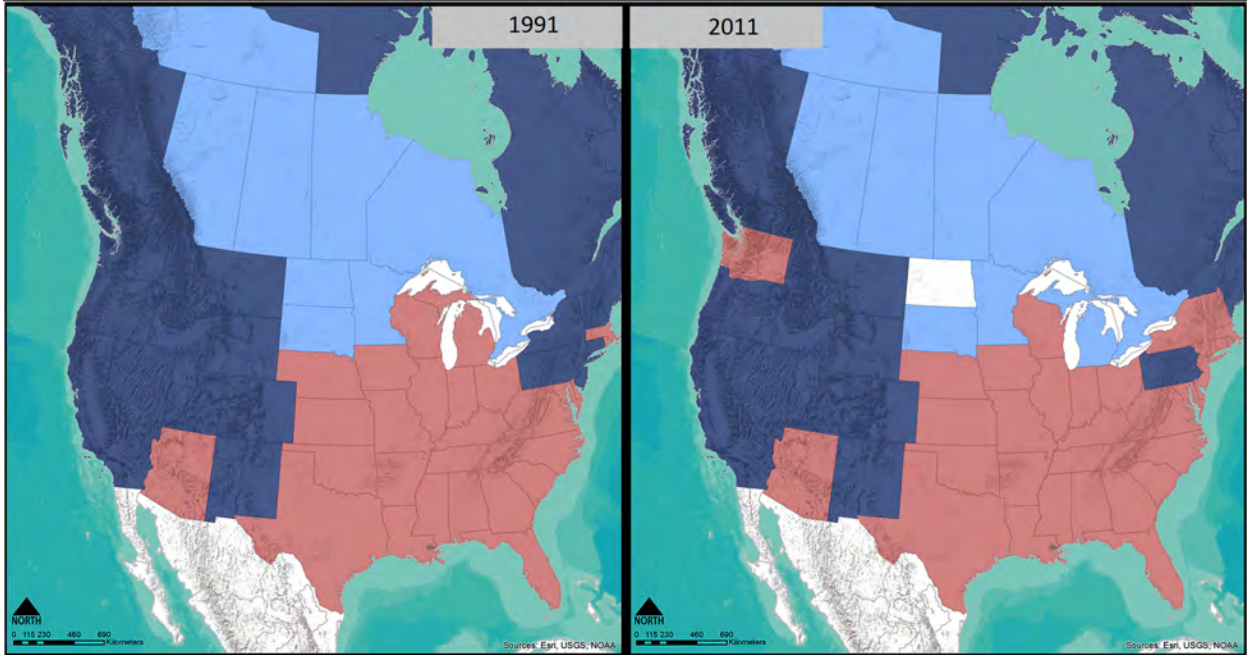 1991
2011
NORTH
0 115 230 460 690
Kilometers
Sources: Esri, USGS, NOAA
NORTH
0 115 230 460 690
Kilometers
Sources: Esri, USGS, NOAA